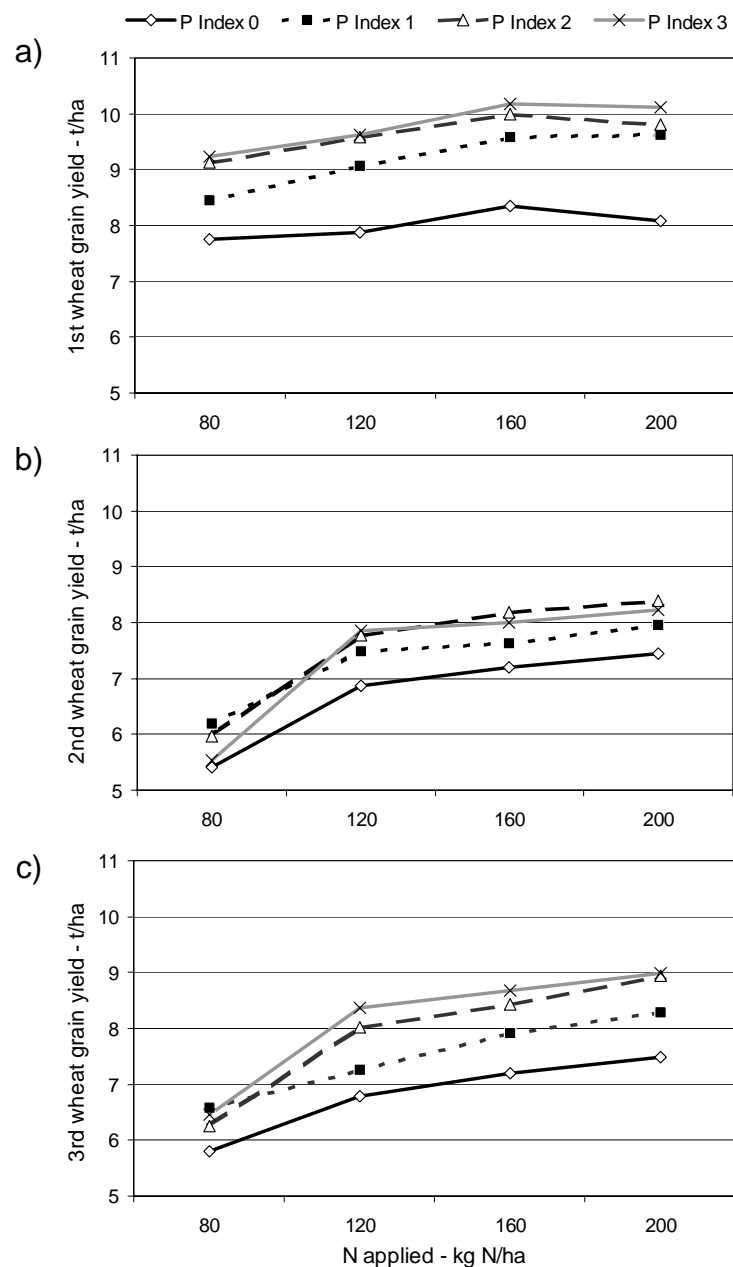 P Index 0 P Index 1 P Index 2 P Index 3
a)
1st wheat grain yield - t/ha
11
10
9
8
7
6
5
80 120 160 200
b)
2nd wheat grain yield - t/ha
11
10
9
8
7
6
5
80 120 160 200
c)
3rd wheat grain yield - t/ha
11
10
9
8
7
6
5
80 120 160 200
N applied - kg N/ha